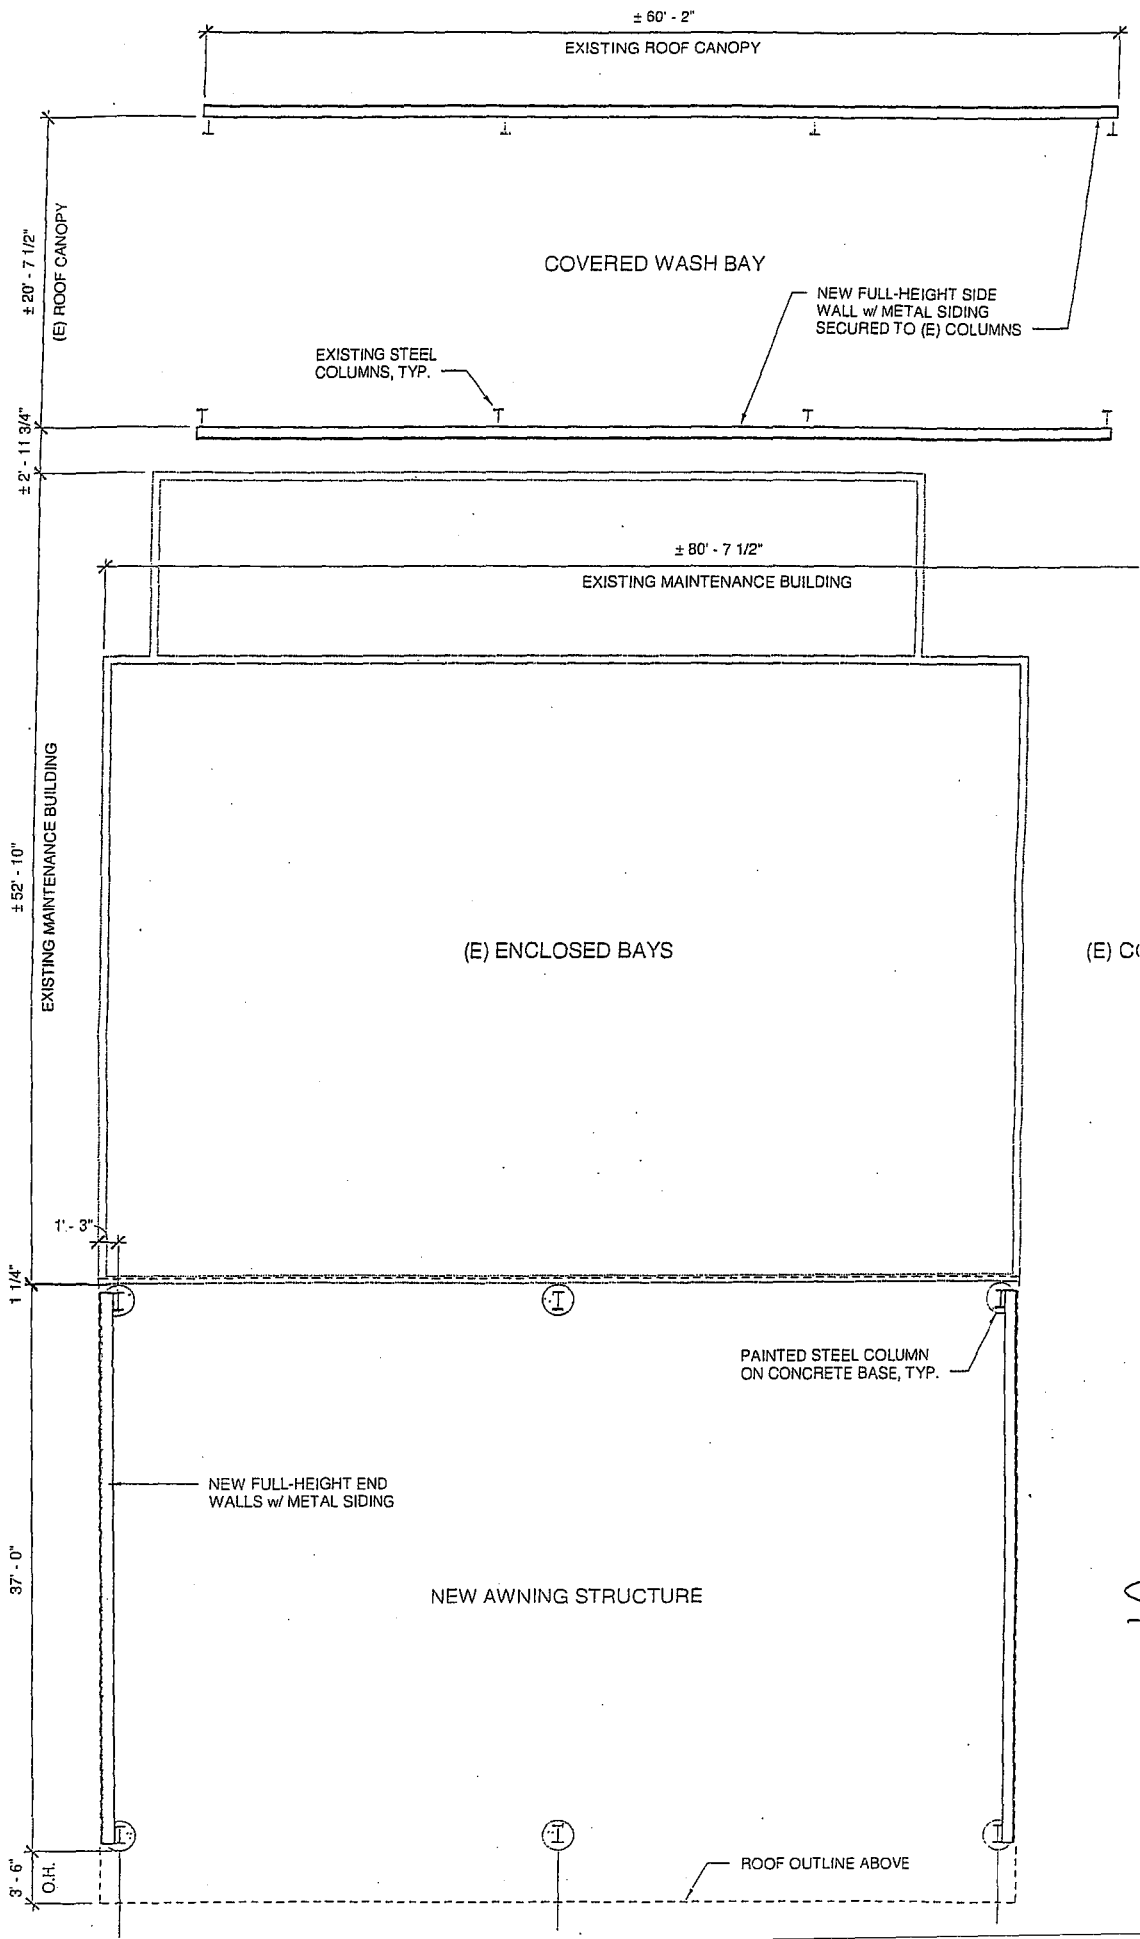 ± 60' - 2"
EXISTING ROOF CANOPY
± 20' - 7 1/2"
(E) ROOF CANOPY
COVERED WASH BAY
NEW FULL-HEIGHT SIDE
WALL w/ METAL SIDING
SECURED TO (E) COLUMNS
EXISTING STEEL
COLUMNS, TYP.
± 2' - 11 3/4"
± 80' - 7 1/2"
EXISTING MAINTENANCE BUILDING
± 52' - 10"
EXISTING MAINTENANCE BUILDING
(E) ENCLOSED BAYS
(E)
1' - 3"
1 1/4"
PAINTED STEEL COLUMN
ON CONCRETE BASE, TYP.
NEW FULL-HEIGHT END
WALLS w/ METAL SIDING
37' - 0"
NEW AWNING STRUCTURE
3' - 6"
O.H.
ROOF OUTLINE ABOVE